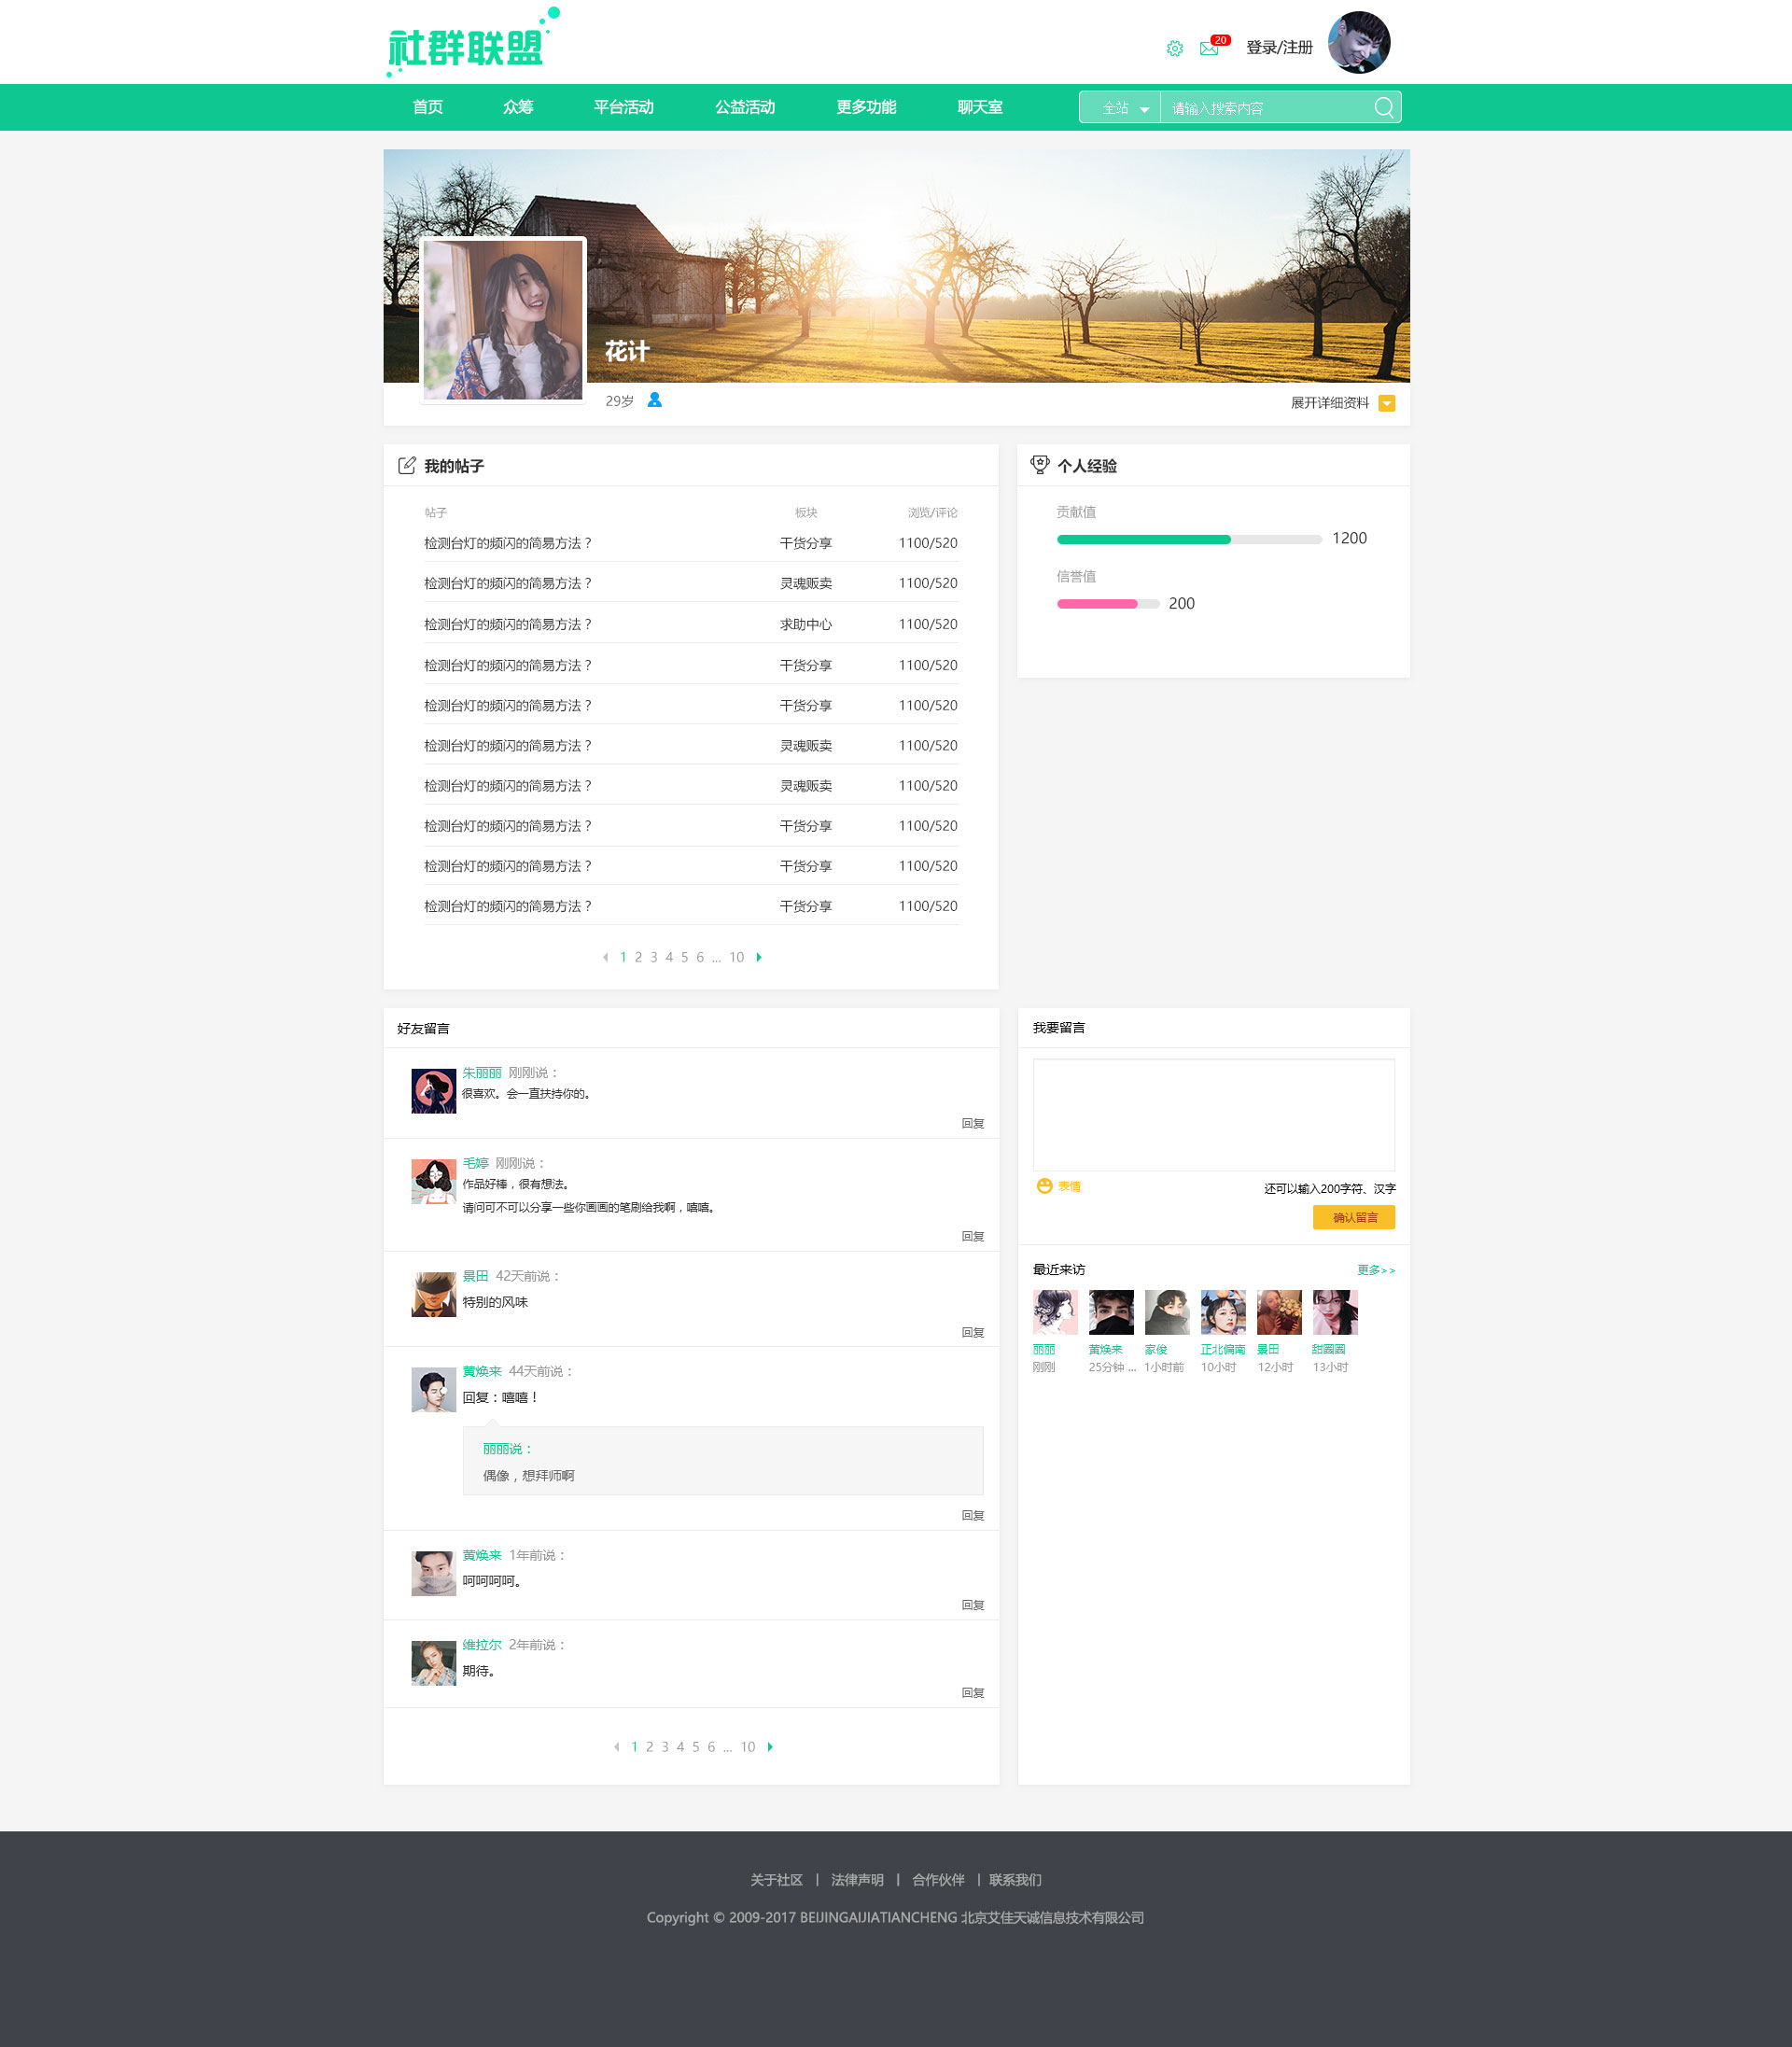 社群联盟
20
登录/注册
首页 众筹 平台活动 公益活动 更多功能 聊天室 全站 请输入搜索内容
花计
29岁
展开详细资料
我的帖子
帖子 板块 浏览/评论
检测台灯的频闪的简易方法？ 干货分享 1100/520
检测台灯的频闪的简易方法？ 灵魂贩卖 1100/520
检测台灯的频闪的简易方法？ 求助中心 1100/520
检测台灯的频闪的简易方法？ 干货分享 1100/520
检测台灯的频闪的简易方法？ 干货分享 1100/520
检测台灯的频闪的简易方法？ 灵魂贩卖 1100/520
检测台灯的频闪的简易方法？ 灵魂贩卖 1100/520
检测台灯的频闪的简易方法？ 干货分享 1100/520
检测台灯的频闪的简易方法？ 干货分享 1100/520
检测台灯的频闪的简易方法？ 干货分享 1100/520
1 2 3 4 5 6 ... 10
个人经验
贡献值
1200
信誉值
200
好友留言
朱丽丽 刚刚说：
很喜欢。会一直扶持你的。
回复
毛婷 刚刚说：
作品好棒，很有想法。
请问可不可以分享一些你画画的笔刷给我啊，嘻嘻。
回复
景田 42天前说：
特别的风味
回复
黄焕来 44天前说：
回复：嘻嘻！
丽丽说：
偶像，想拜师啊
回复
黄焕来 1年前说：
呵呵呵呵。
回复
维拉尔 2年前说：
期待。
回复
1 2 3 4 5 6 ... 10
我要留言
表情
还可以输入200字符、汉字
确认留言
最近来访 更多>>
丽丽 黄焕来 家俊 正北偏南 景田 甜圆圆
刚刚 25分钟 ... 1小时前 10小时 12小时 13小时
关于社区 | 法律声明 | 合作伙伴 | 联系我们
Copyright © 2009-2017 BEIJINGAIJIATIANCHENG 北京艾佳天诚信息技术有限公司